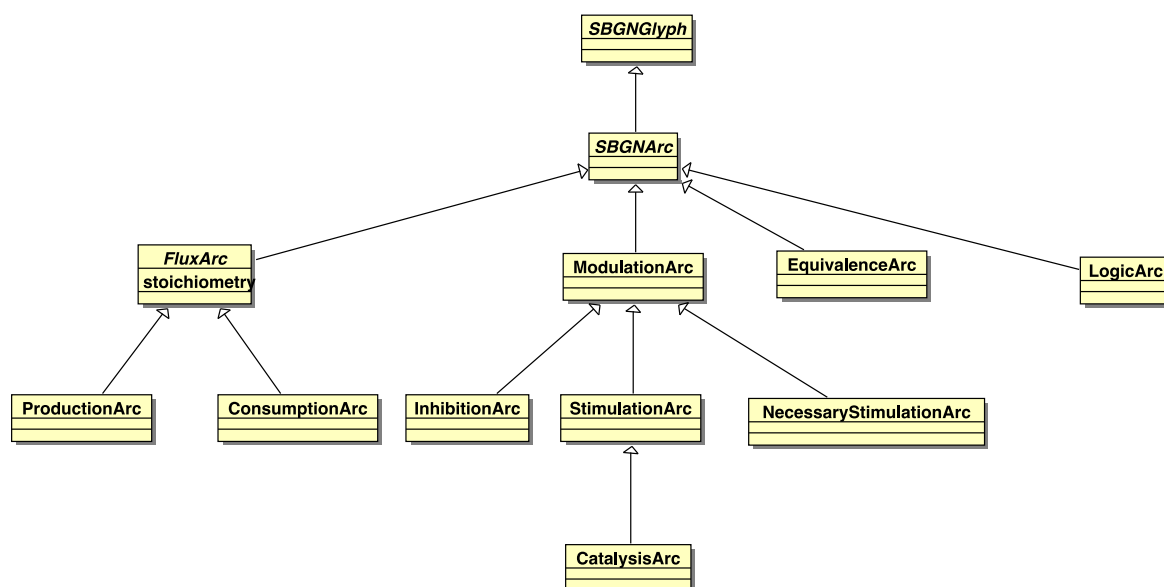 SBGNGlyph
SBGNArc
FluxArc
stoichiometry
ModulationArc
EquivalenceArc
LogicArc
ProductionArc
ConsumptionArc
InhibitionArc
StimulationArc
NecessaryStimulationArc
CatalysisArc